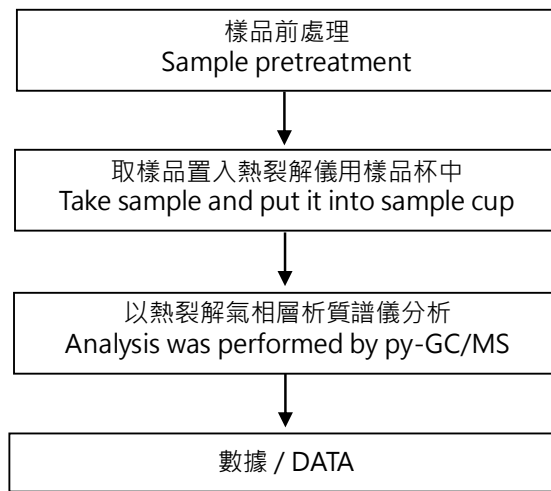 樣品前處理
Sample pretreatment
取樣品置入熱裂解儀用樣品杯中
Take sample and put it into sample cup
以熱裂解氣相層析質譜儀分析
Analysis was performed by py-GC/MS
數據 / DATA